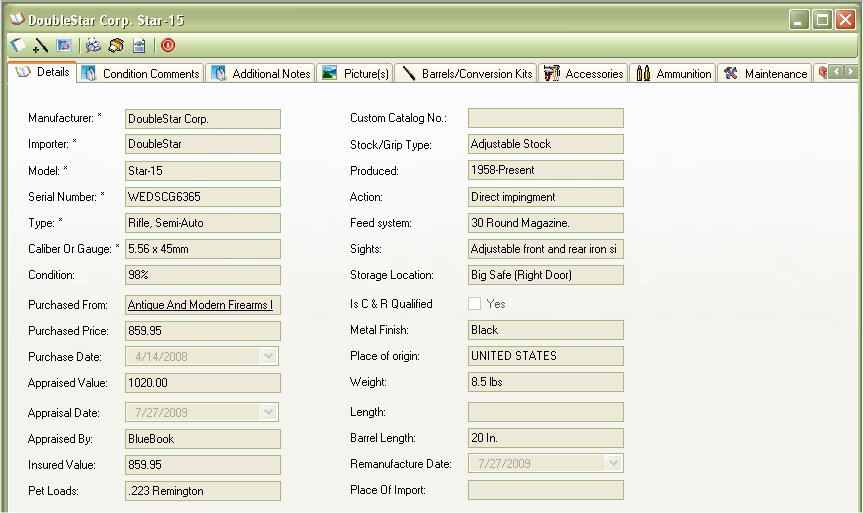 DoubleStar Corp. Star-15
Details Condition Comments Additional Notes Picture(s) Barrels/Conversion Kits Accessories Ammunition Maintenance
Manufacturer: * DoubleStar Corp.
Importer: * DoubleStar
Model: * Star-15
Serial Number: * WEDSCG6365
Type: * Rifle, Semi-Auto
Caliber Or Gauge: * 5.56 x 45mm
Condition: 98%
Purchased From: Antique And Modern Firearms I
Purchased Price: 859.95
Purchase Date: 4/14/2008
Appraised Value: 1020.00
Appraisal Date: 7/27/2009
Appraised By: BlueBook
Insured Value: 859.95
Pet Loads: .223 Remington
Custom Catalog No.:
Stock/Grip Type: Adjustable Stock
Produced: 1958-Present
Action: Direct impingment
Feed system: 30 Round Magazine.
Sights: Adjustable front and rear iron si
Storage Location: Big Safe (Right Door)
Is C & R Qualified Yes
Metal Finish: Black
Place of origin: UNITED STATES
Weight: 8.5 lbs
Length:
Barrel Length: 20 In.
Remanufacture Date: 7/27/2009
Place Of Import: